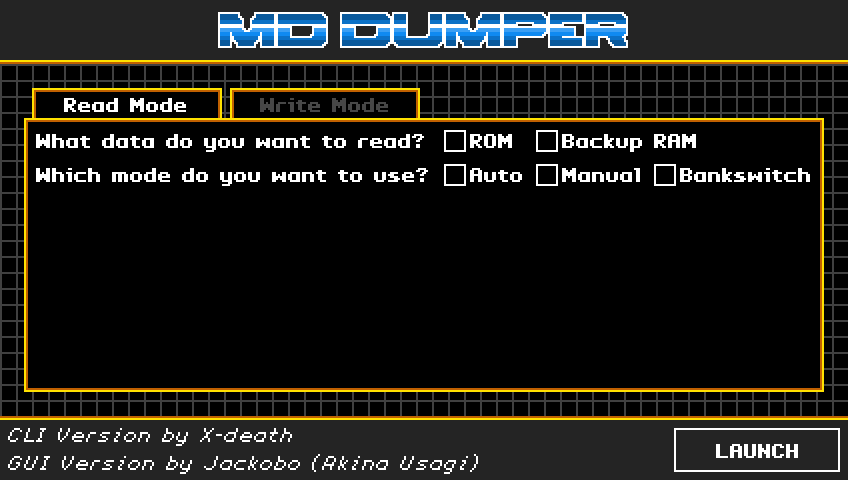 MD DUMPER
Read Mode Write Mode
What data do you want to read? ROM Backup RAM
Which mode do you want to use? Auto Manual Bankswitch
CLI Version by X-death
GUI Version by Jackobo (Akina Usagi)
LAUNCH